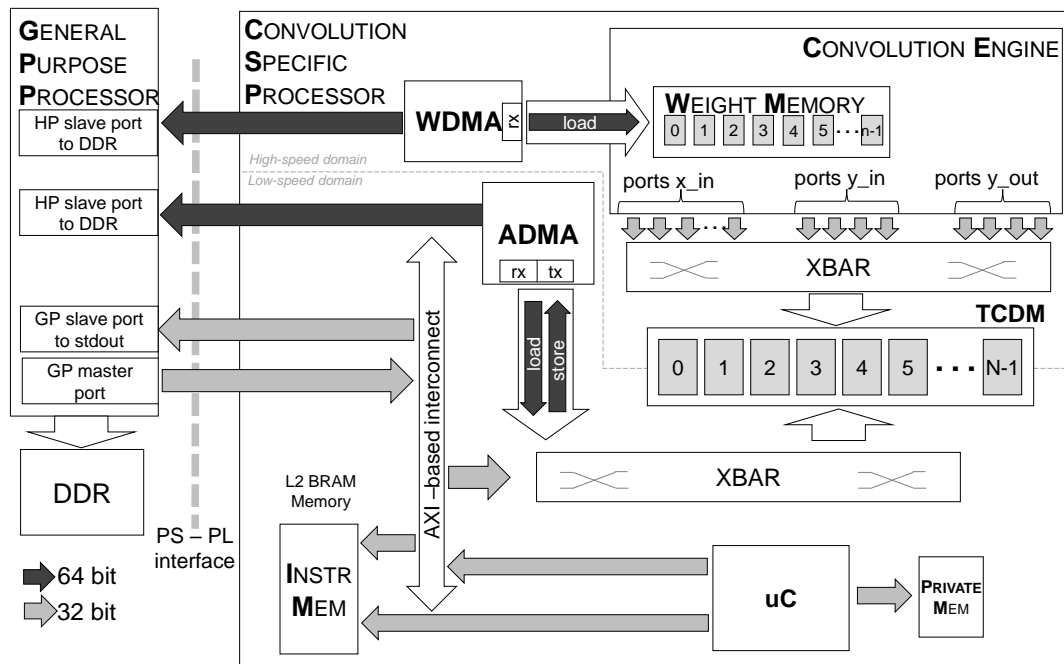 GENERAL
PURPOSE
PROCESSOR
HP slave port
to DDR
HP slave port
to DDR
GP slave port
to stdout
GP master
port
DDR
PS – PL
interface
64 bit
32 bit
CONVOLUTION
SPECIFIC
PROCESSOR
WDMA
rx
load
High-speed domain
Low-speed domain
ADMA
rx
tx
load
store
AXI –based interconnect
L2 BRAM
Memory
INSTR
MEM
CONVOLUTION ENGINE
WEIGHT MEMORY
0 1 2 3 4 5 ··· n-1
ports x_in
ports y_in
ports y_out
...
XBAR
TCDM
0 1 2 3 4 5 ··· N-1
XBAR
uC
PRIVATE
MEM